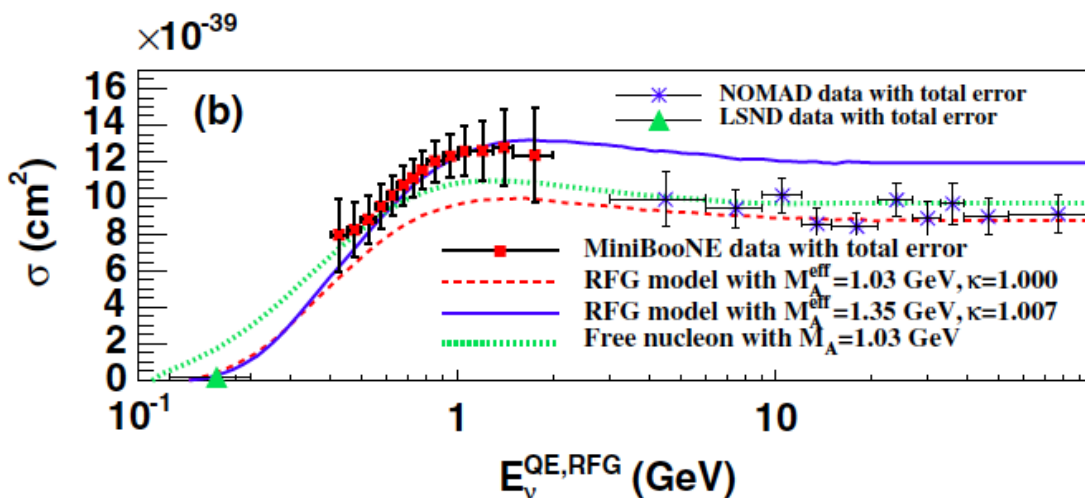 ×10⁻³⁹
16
14
12
10
8
6
4
2
0
σ (cm²)
(b)
NOMAD data with total error
LSND data with total error
MiniBooNE data with total error
RFG model with M_A^eff=1.03 GeV, κ=1.000
RFG model with M_A^eff=1.35 GeV, κ=1.007
Free nucleon with M_A=1.03 GeV
10⁻¹ 1 10
E_ν^QE,RFG (GeV)